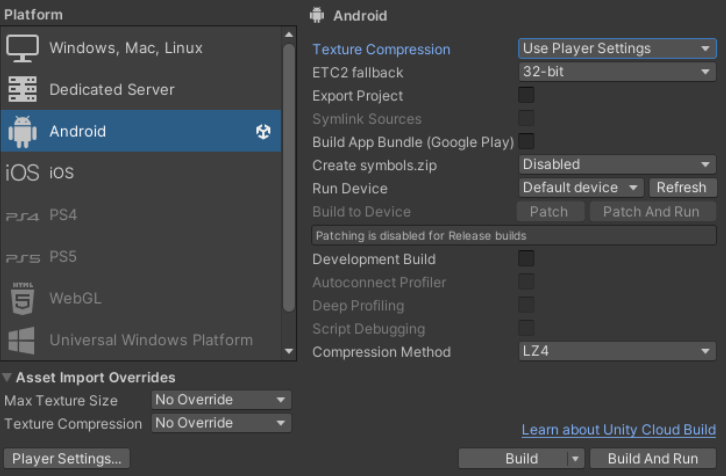 Platform
Windows, Mac, Linux
Dedicated Server
Android
iOS iOS
PS4 PS4
PS5 PS5
HTML 5 WebGL
Universal Windows Platform
Asset Import Overrides
Max Texture Size No Override
Texture Compression No Override
Player Settings...
Android
Texture Compression Use Player Settings
ETC2 fallback 32-bit
Export Project
Symlink Sources
Build App Bundle (Google Play)
Create symbols.zip Disabled
Run Device Default device Refresh
Build to Device Patch Patch And Run
Patching is disabled for Release builds
Development Build
Autoconnect Profiler
Deep Profiling
Script Debugging
Compression Method LZ4
Learn about Unity Cloud Build
Build Build And Run